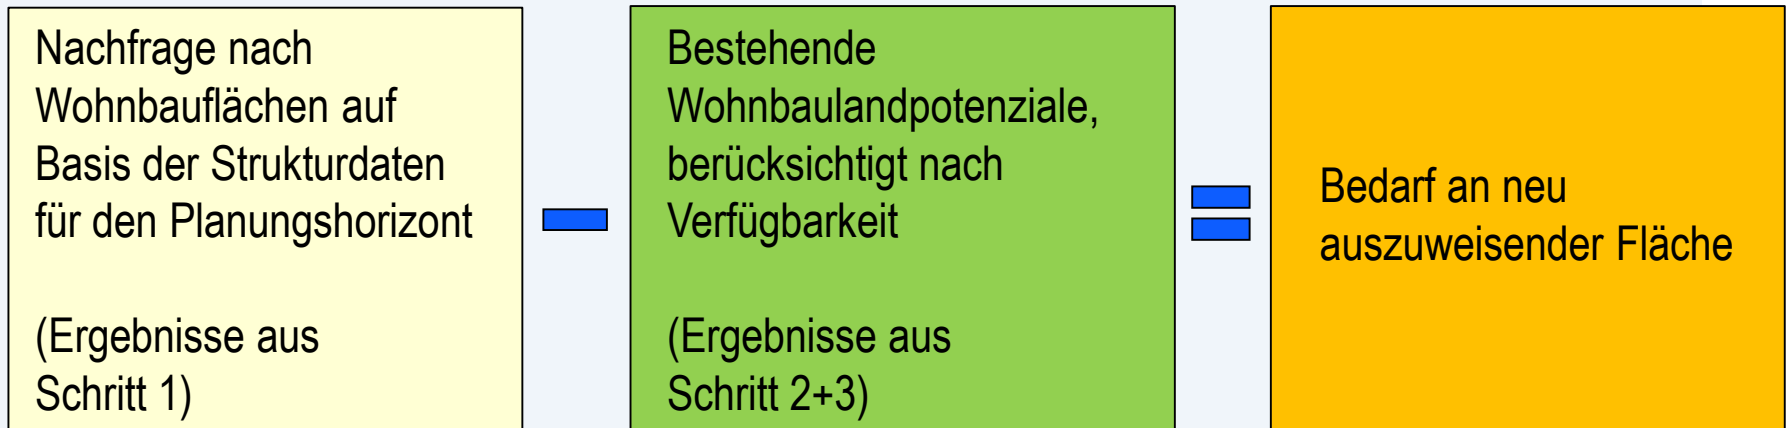 Nachfrage nach
Wohnbauflächen auf
Basis der Strukturdaten
für den Planungshorizont
(Ergebnisse aus
Schritt 1)
Bestehende
Wohnbaulandpotenziale,
berücksichtigt nach
Verfügbarkeit
(Ergebnisse aus
Schritt 2+3)
Bedarf an neu
auszuweisender Fläche